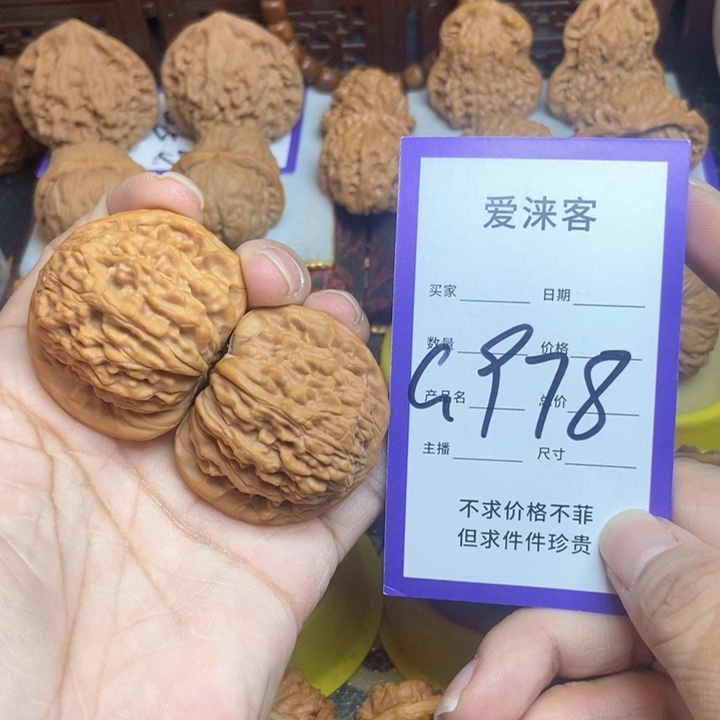 爱涞客
买家 日期
数量 价格
G978
产品名 总价
主播 尺寸
不求价格不菲
但求件件珍贵